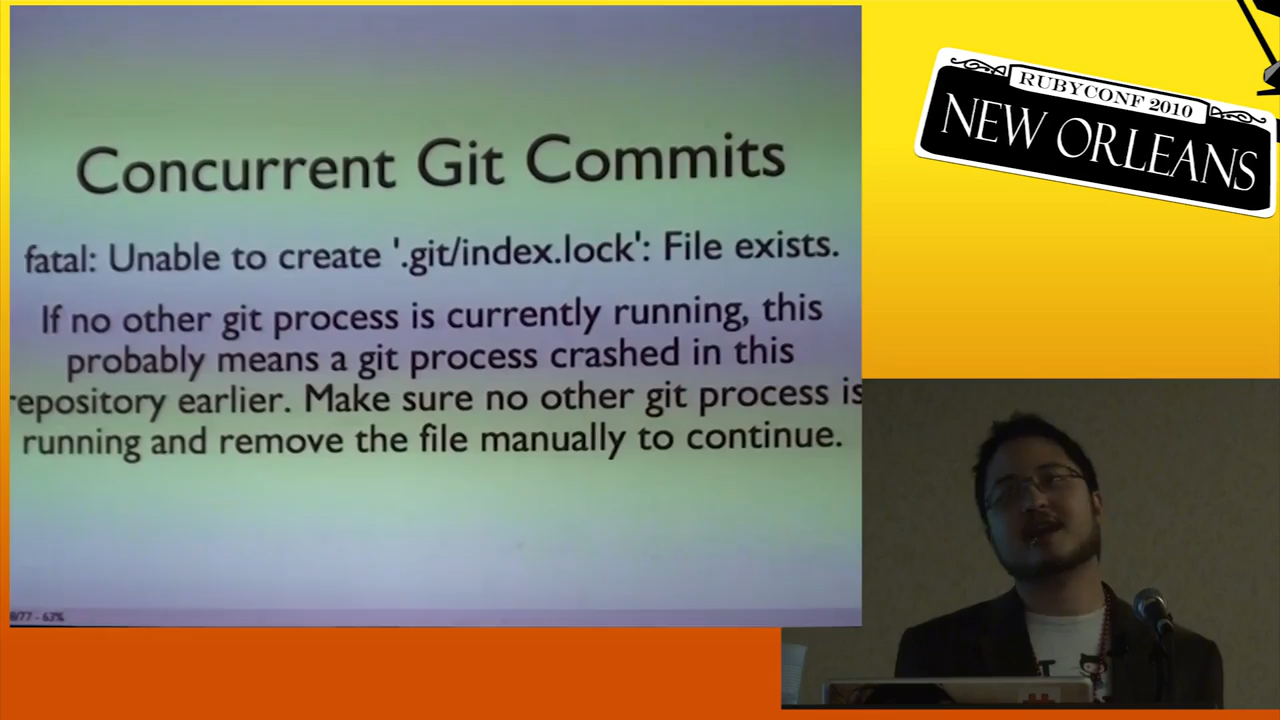 Concurrent Git Commits
fatal: Unable to create '.git/index.lock': File exists.
If no other git process is currently running, this
probably means a git process crashed in this
repository earlier. Make sure no other git process is
running and remove the file manually to continue.
/77 - 63%
RUBYCONF 2010
NEW ORLEANS